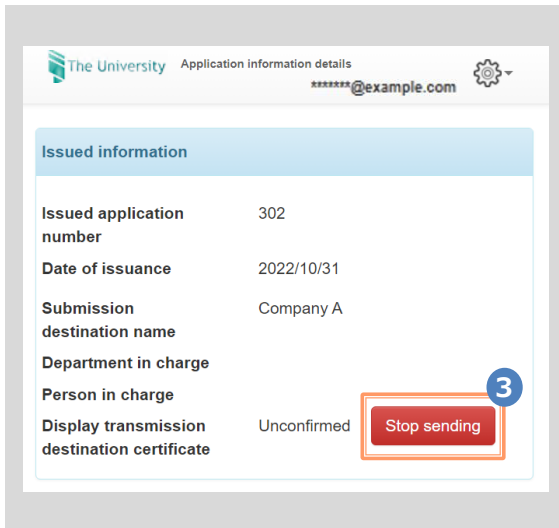 The University Application information details
*******@example.com
Issued information
Issued application
number
302
Date of issuance 2022/10/31
Submission
destination name
Company A
Department in charge
Person in charge
3
Display transmission
destination certificate
Unconfirmed Stop sending